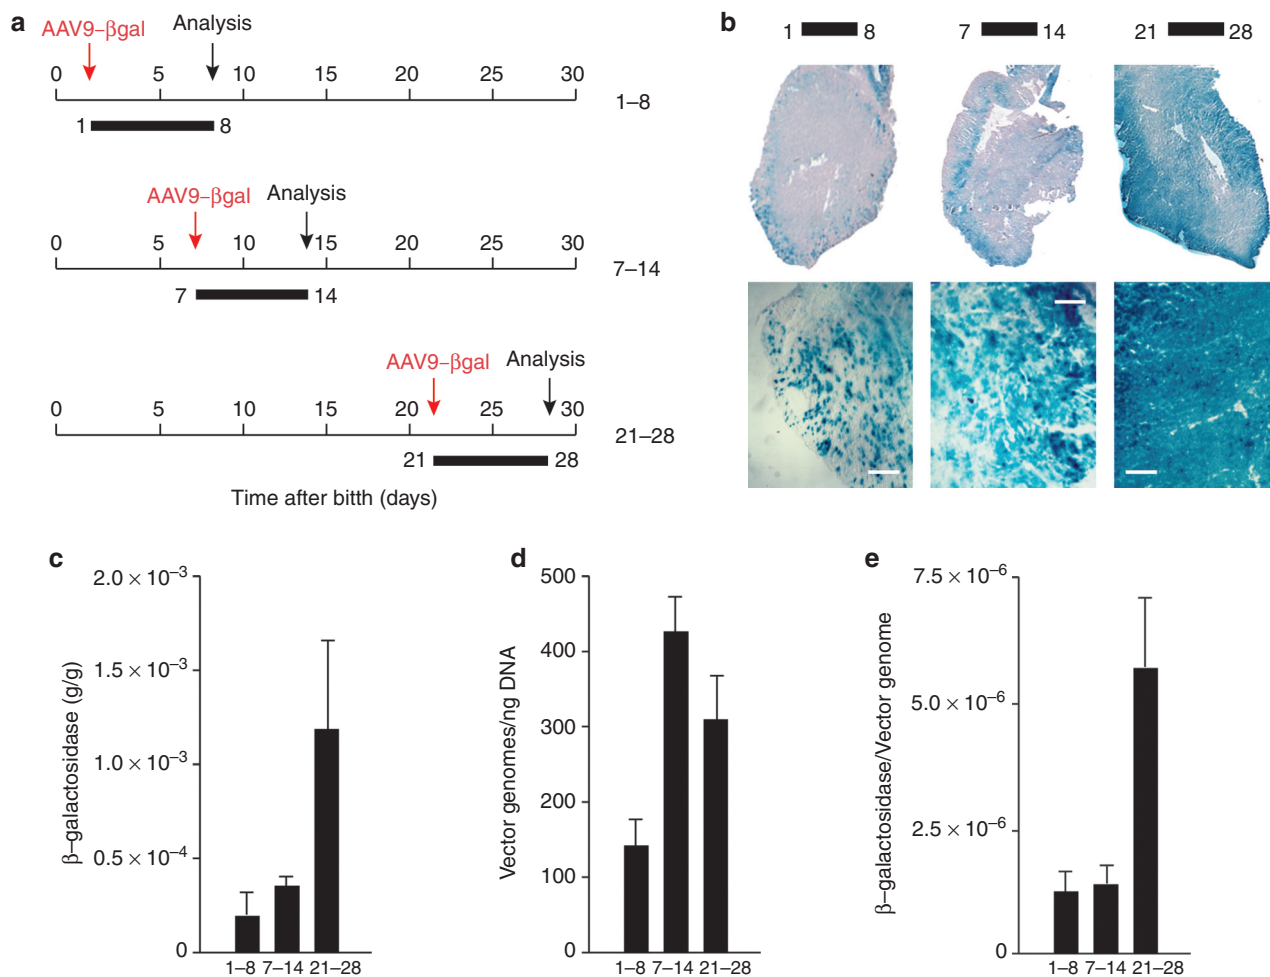 a
AAV9–βgal Analysis
0 5 10 15 20 25 30
1–8
1 8
AAV9–βgal Analysis
0 5 10 15 20 25 30
7–14
7 14
AAV9–βgal Analysis
0 5 10 15 20 25 30
21–28
21 28
Time after bitth (days)
b
1 8 7 14 21 28
c
β–galactosidase (g/g)
2.0 × 10⁻³
1.5 × 10⁻³
1.0 × 10⁻³
0.5 × 10⁻⁴
0
1–8 7–14 21–28
d
Vector genomes/ng DNA
500
400
300
200
100
0
1–8 7–14 21–28
e
β–galactosidase/Vector genome
7.5 × 10⁻⁶
5.0 × 10⁻⁶
2.5 × 10⁻⁶
0
1–8 7–14 21–28